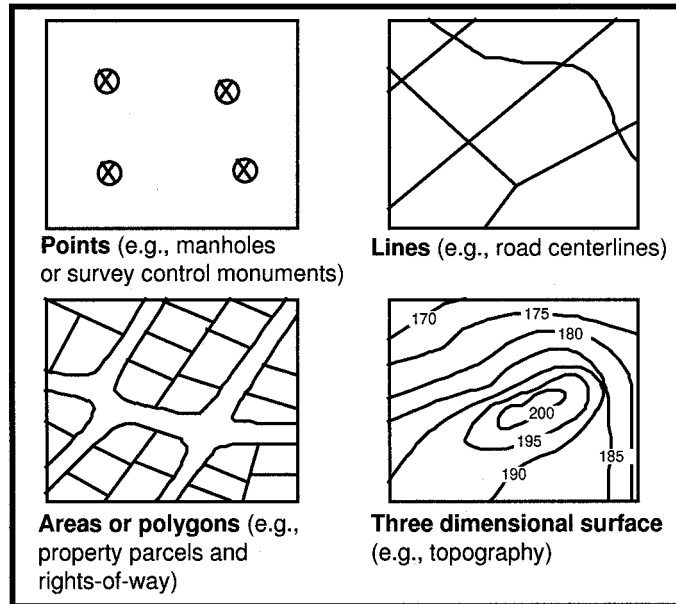 Points (e.g., manholes
or survey control monuments)
Lines (e.g., road centerlines)
Areas or polygons (e.g.,
property parcels and
rights-of-way)
170
175
180
200
195
190
185
Three dimensional surface
(e.g., topography)